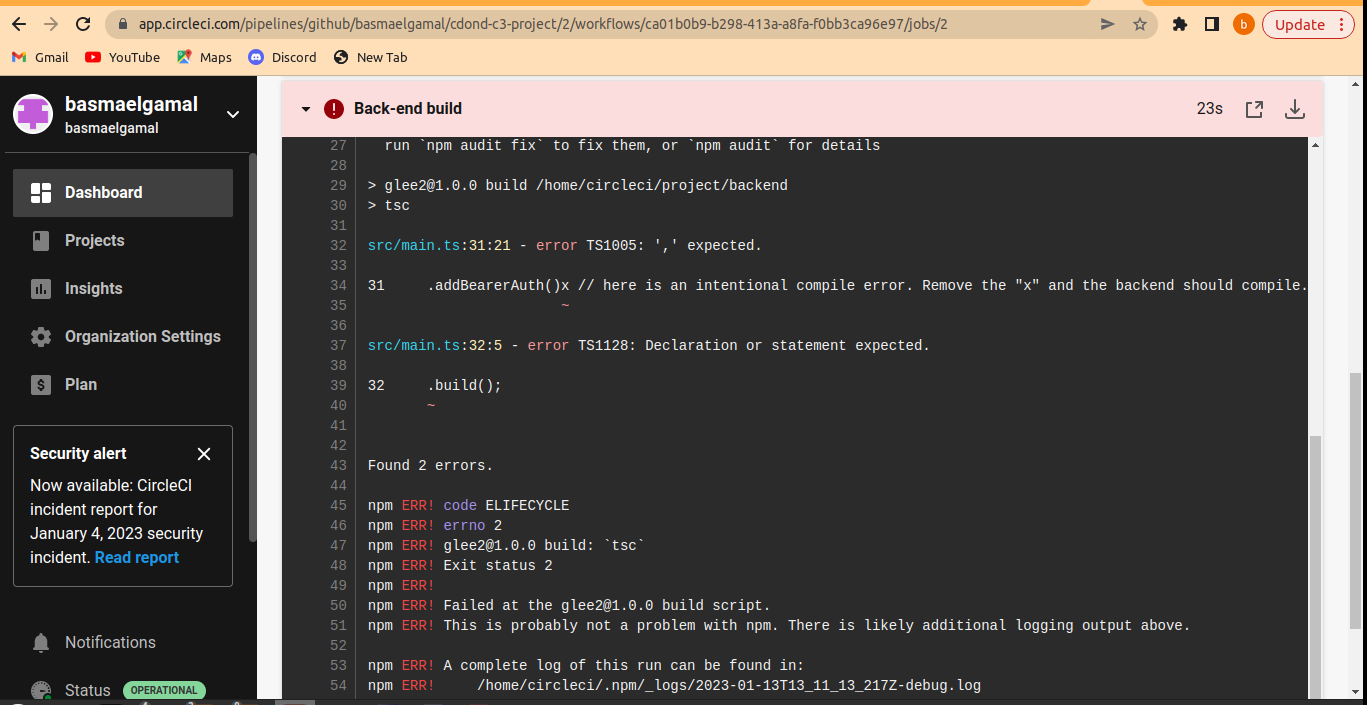 app.circleci.com/pipelines/github/basmaelgamal/cdond-c3-project/2/workflows/ca01b0b9-b298-413a-a8fa-f0bb3ca96e97/jobs/2
b
Update
Gmail
YouTube
Maps
Discord
New Tab
basmaelgamal
basmaelgamal
Dashboard
Projects
Insights
Organization Settings
Plan
Security alert
Now available: CircleCI
incident report for
January 4, 2023 security
incident. Read report
Notifications
Status OPERATIONAL
Back-end build
23s
27 run `npm audit fix` to fix them, or `npm audit` for details
28
29 > glee2@1.0.0 build /home/circleci/project/backend
30 > tsc
31
32 src/main.ts:31:21 - error TS1005: ',' expected.
33
34 31     .addBearerAuth()x // here is an intentional compile error. Remove the "x" and the backend should compile.
35 ~
36
37 src/main.ts:32:5 - error TS1128: Declaration or statement expected.
38
39 32     .build();
40 ~
41
42
43 Found 2 errors.
44
45 npm ERR! code ELIFECYCLE
46 npm ERR! errno 2
47 npm ERR! glee2@1.0.0 build: `tsc`
48 npm ERR! Exit status 2
49 npm ERR!
50 npm ERR! Failed at the glee2@1.0.0 build script.
51 npm ERR! This is probably not a problem with npm. There is likely additional logging output above.
52
53 npm ERR! A complete log of this run can be found in:
54 npm ERR!     /home/circleci/.npm/_logs/2023-01-13T13_11_13_217Z-debug.log